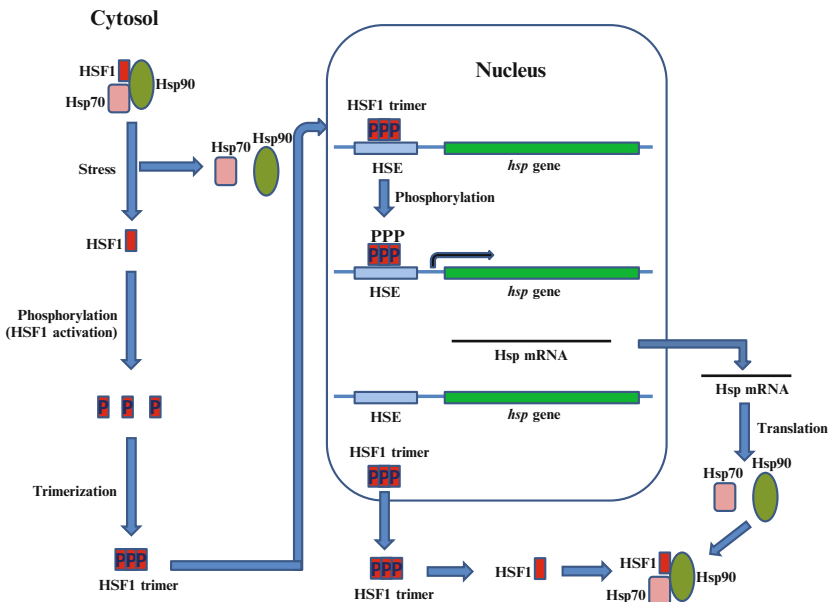 Cytosol
HSF1
Hsp90
Hsp70
Stress
Hsp70
Hsp90
HSF1
Phosphorylation
(HSF1 activation)
P P P
Trimerization
PPP
HSF1 trimer
Nucleus
HSF1 trimer
PPP
HSE
hsp gene
Phosphorylation
PPP
PPP
HSE
hsp gene
Hsp mRNA
HSE
hsp gene
HSF1 trimer
PPP
PPP
HSF1 trimer
HSF1
Hsp mRNA
Translation
Hsp70
Hsp90
HSF1
Hsp70
Hsp90